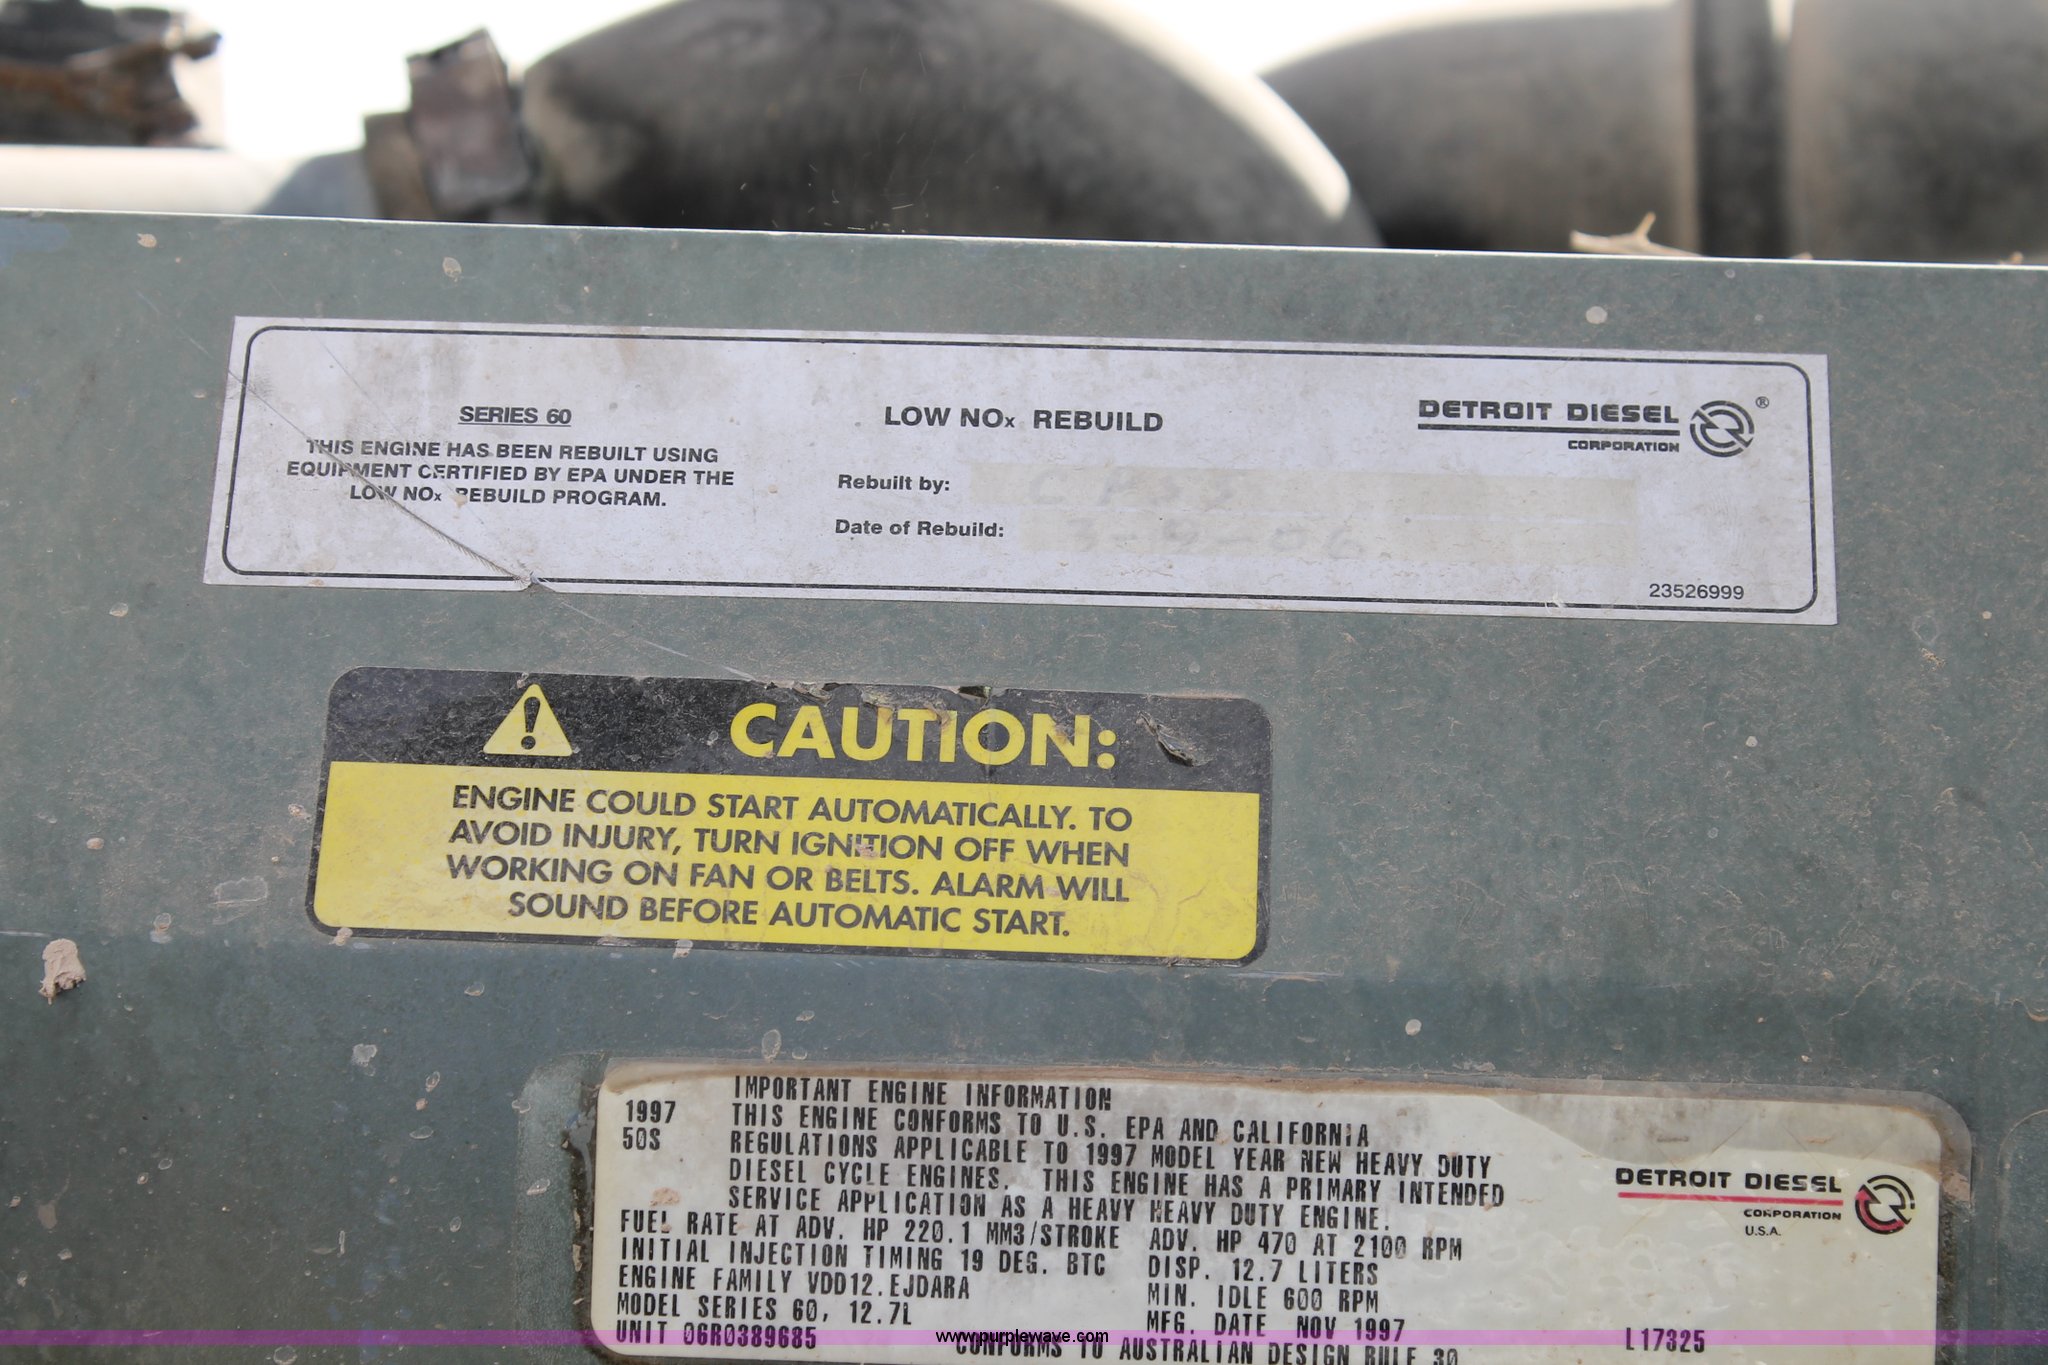 SERIES 60
THIS ENGINE HAS BEEN REBUILT USING
EQUIPMENT CERTIFIED BY EPA UNDER THE
LOW NOx REBUILD PROGRAM.
LOW NOx REBUILD
Rebuilt by:
Date of Rebuild:
DETROIT DIESEL ®
CORPORATION
23526999
CAUTION:
ENGINE COULD START AUTOMATICALLY. TO
AVOID INJURY, TURN IGNITION OFF WHEN
WORKING ON FAN OR BELTS. ALARM WILL
SOUND BEFORE AUTOMATIC START.
IMPORTANT ENGINE INFORMATION
1997 THIS ENGINE CONFORMS TO U.S. EPA AND CALIFORNIA
50S REGULATIONS APPLICABLE TO 1997 MODEL YEAR NEW HEAVY DUTY
DIESEL CYCLE ENGINES. THIS ENGINE HAS A PRIMARY INTENDED
SERVICE APPLICATION AS A HEAVY HEAVY DUTY ENGINE.
FUEL RATE AT ADV. HP 220.1 MM3/STROKE ADV. HP 470 AT 2100 RPM
INITIAL INJECTION TIMING 19 DEG. BTC DISP. 12.7 LITERS
ENGINE FAMILY VDD12.EJDARA MIN. IDLE 600 RPM
MODEL SERIES 60, 12.7L MFG. DATE NOV 1997
UNIT 06R0389685 CONFORMS TO AUSTRALIAN DESIGN RULE 30
DETROIT DIESEL
CORPORATION
U.S.A.
L17325
www.purplewave.com